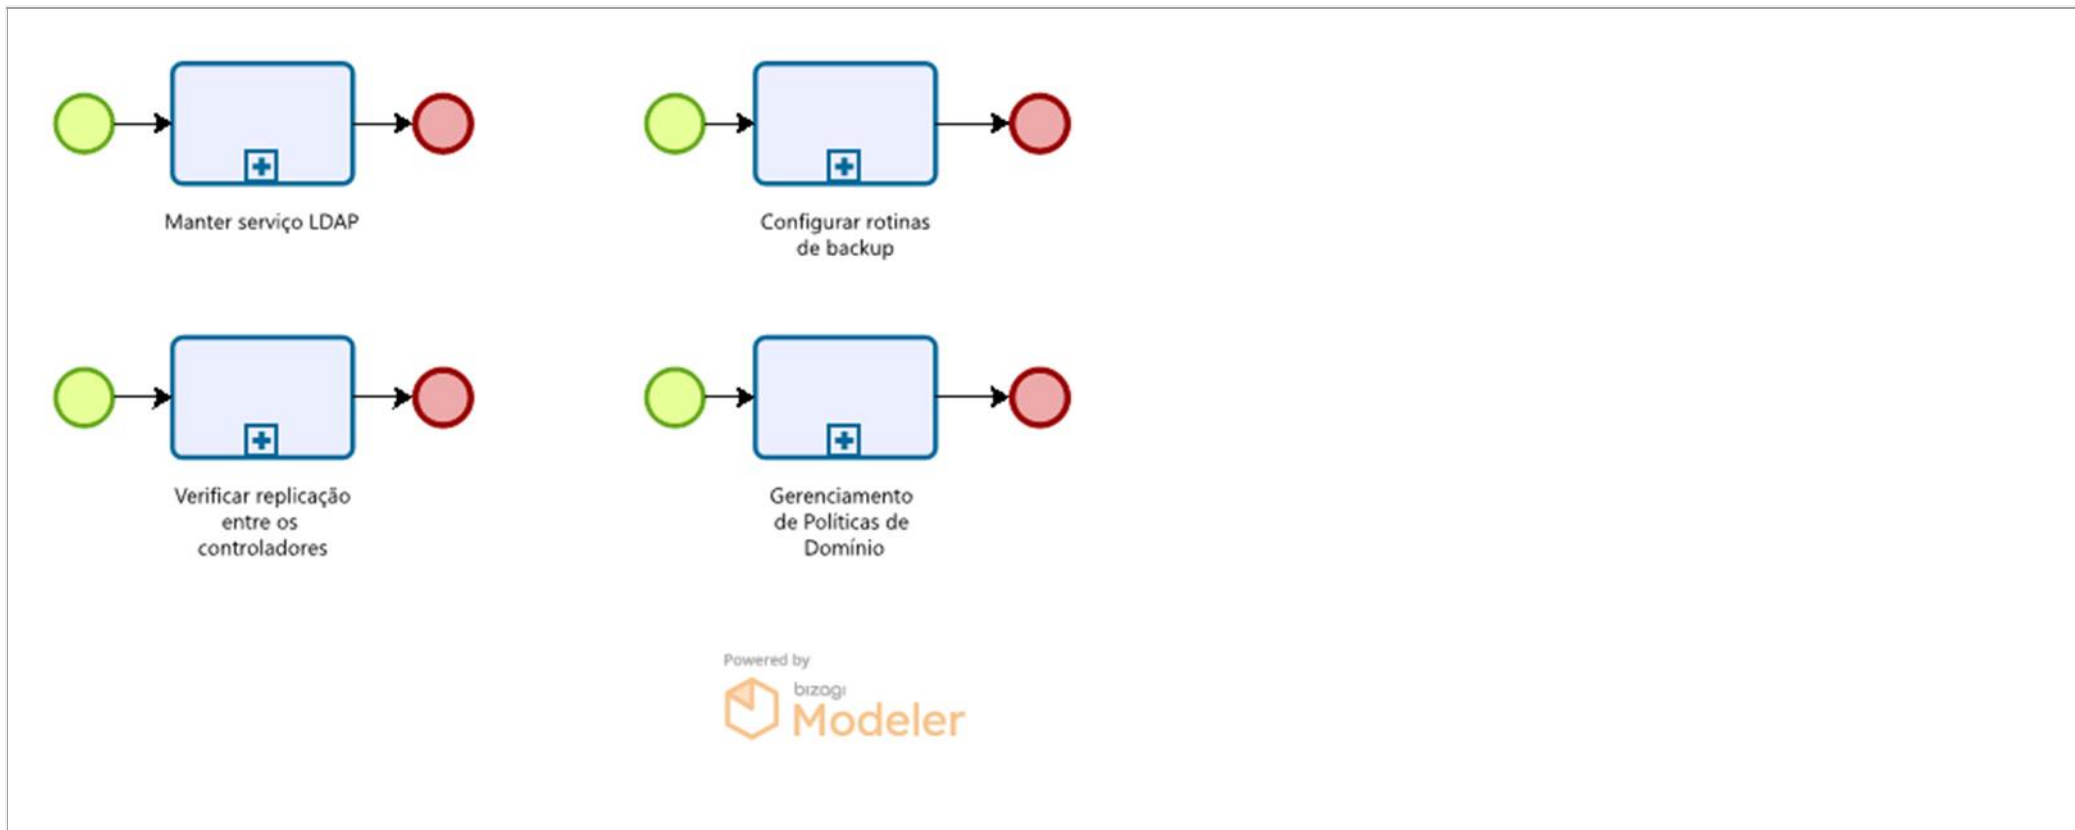 Manter serviço LDAP
Configurar rotinas
de backup
Verificar replicação
entre os
controladores
Gerenciamento
de Políticas de
Domínio
Powered by
bizagi
Modeler